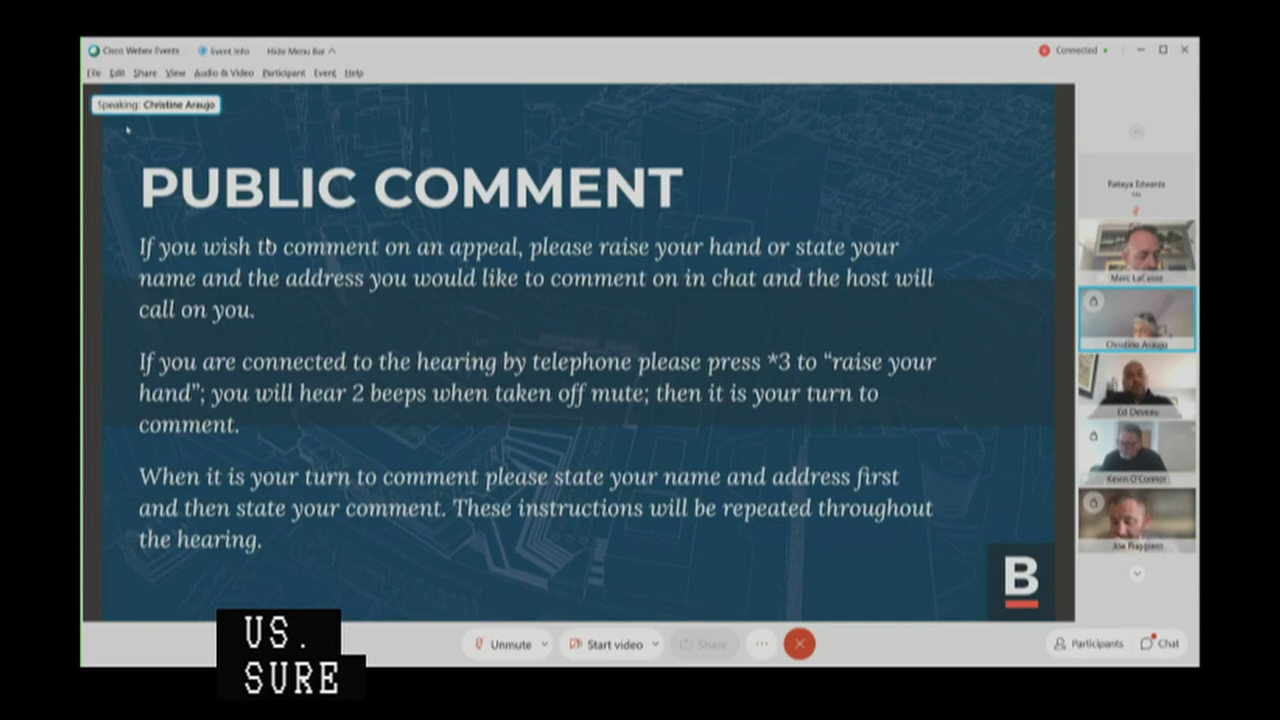 Cisco Webex Events Event Info Hide Menu Bar
Connected
File Edit Share View Audio & Video Participant Event Help
Speaking: Christine Araujo
PUBLIC COMMENT
If you wish to comment on an appeal, please raise your hand or state your
name and the address you would like to comment on in chat and the host will
call on you.
If you are connected to the hearing by telephone please press *3 to “raise your
hand”; you will hear 2 beeps when taken off mute; then it is your turn to
comment.
When it is your turn to comment please state your name and address first
and then state your comment. These instructions will be repeated throughout
the hearing.
B
Rakeya Edwards
Me
Marc LaCasse
Christine Araujo
Ed Deveau
Kevin O'Connor
Joe Ruggiero
Unmute Start video Share
Participants Chat
US.
SURE